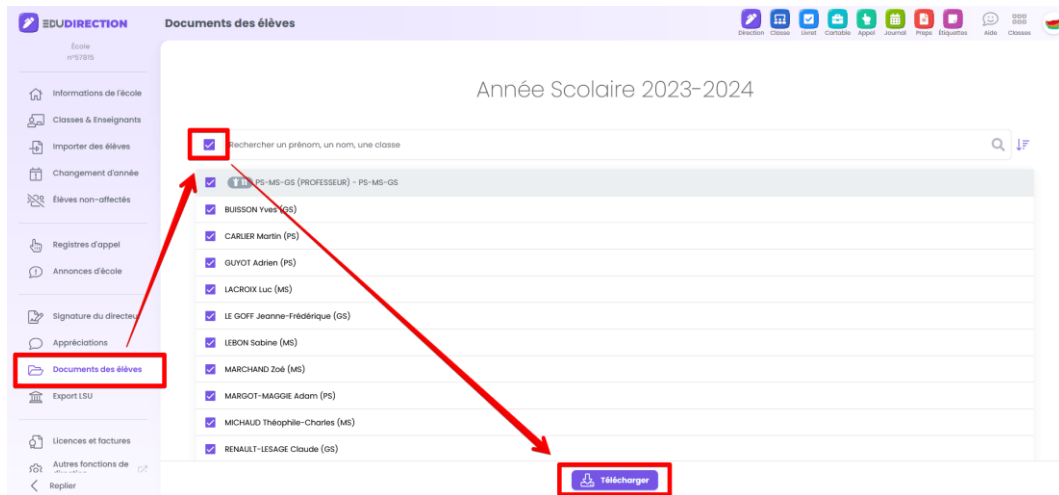 EDUDIRECTION
Documents des élèves
Direction Classe Livret Cartable Appel Journal Preps Étiquettes Aide Classes
École
n°57815
Informations de l'école
Classes & Enseignants
Importer des élèves
Changement d'année
Élèves non-affectés
Registres d'appel
Annonces d'école
Signature du directeur
Appréciations
Documents des élèves
Export LSU
Licences et factures
Autres fonctions de
Replier
Année Scolaire 2023-2024
Rechercher un prénom, un nom, une classe
PS-MS-GS (PROFESSEUR) - PS-MS-GS
BUISSON Yves (GS)
CARLIER Martin (PS)
GUYOT Adrien (PS)
LACROIX Luc (MS)
LE GOFF Jeanne-Frédérique (GS)
LEBON Sabine (MS)
MARCHAND Zoé (MS)
MARGOT-MAGGIE Adam (PS)
MICHAUD Théophile-Charles (MS)
RENAULT-LESAGE Claude (GS)
Télécharger